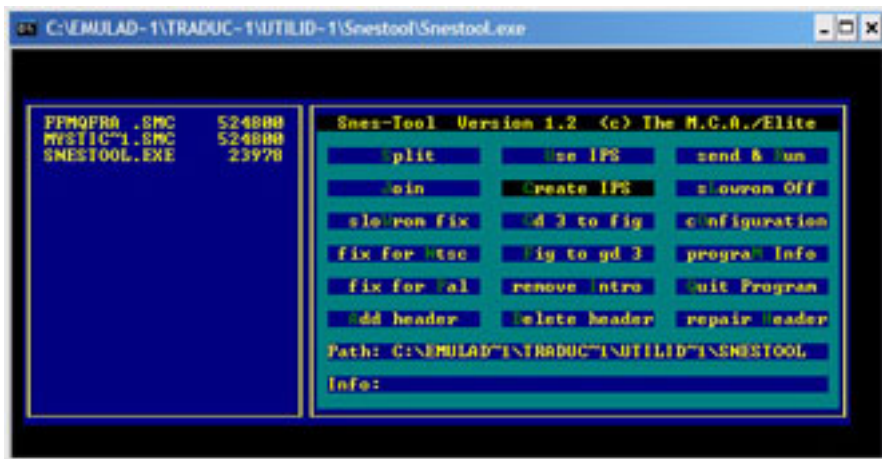 C:\EMULAD~1\TRADUC~1\UTILID~1\Snestool\Snestool.exe
FFMQFRA .SMC 524800
MYSTIC~1.SMC 524800
SNESTOOL.EXE 23978
Snes-Tool Version 1.2 (c) The M.C.A./Elite
Split Use IPS send & Run
Join Create IPS sLowrom Off
sloWrom fix Gd 3 to fig cOnfiguration
fix for Ntsc Fig to gd 3 prograM Info
fix for Pal remove Intro Quit Program
Add header Delete header repair Header
Path: C:\EMULAD~1\TRADUC~1\UTILID~1\SNESTOOL
Info: